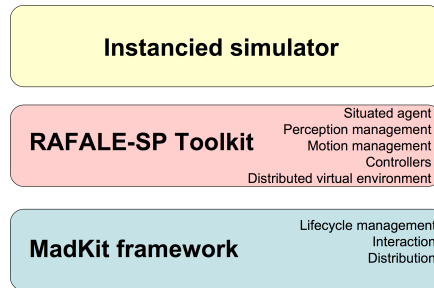 Instancied simulator
Situated agent
Perception management
RAFALE-SP Toolkit
Motion management
Controllers
Distributed virtual environment
Lifecycle management
Interaction
MadKit framework
Distribution